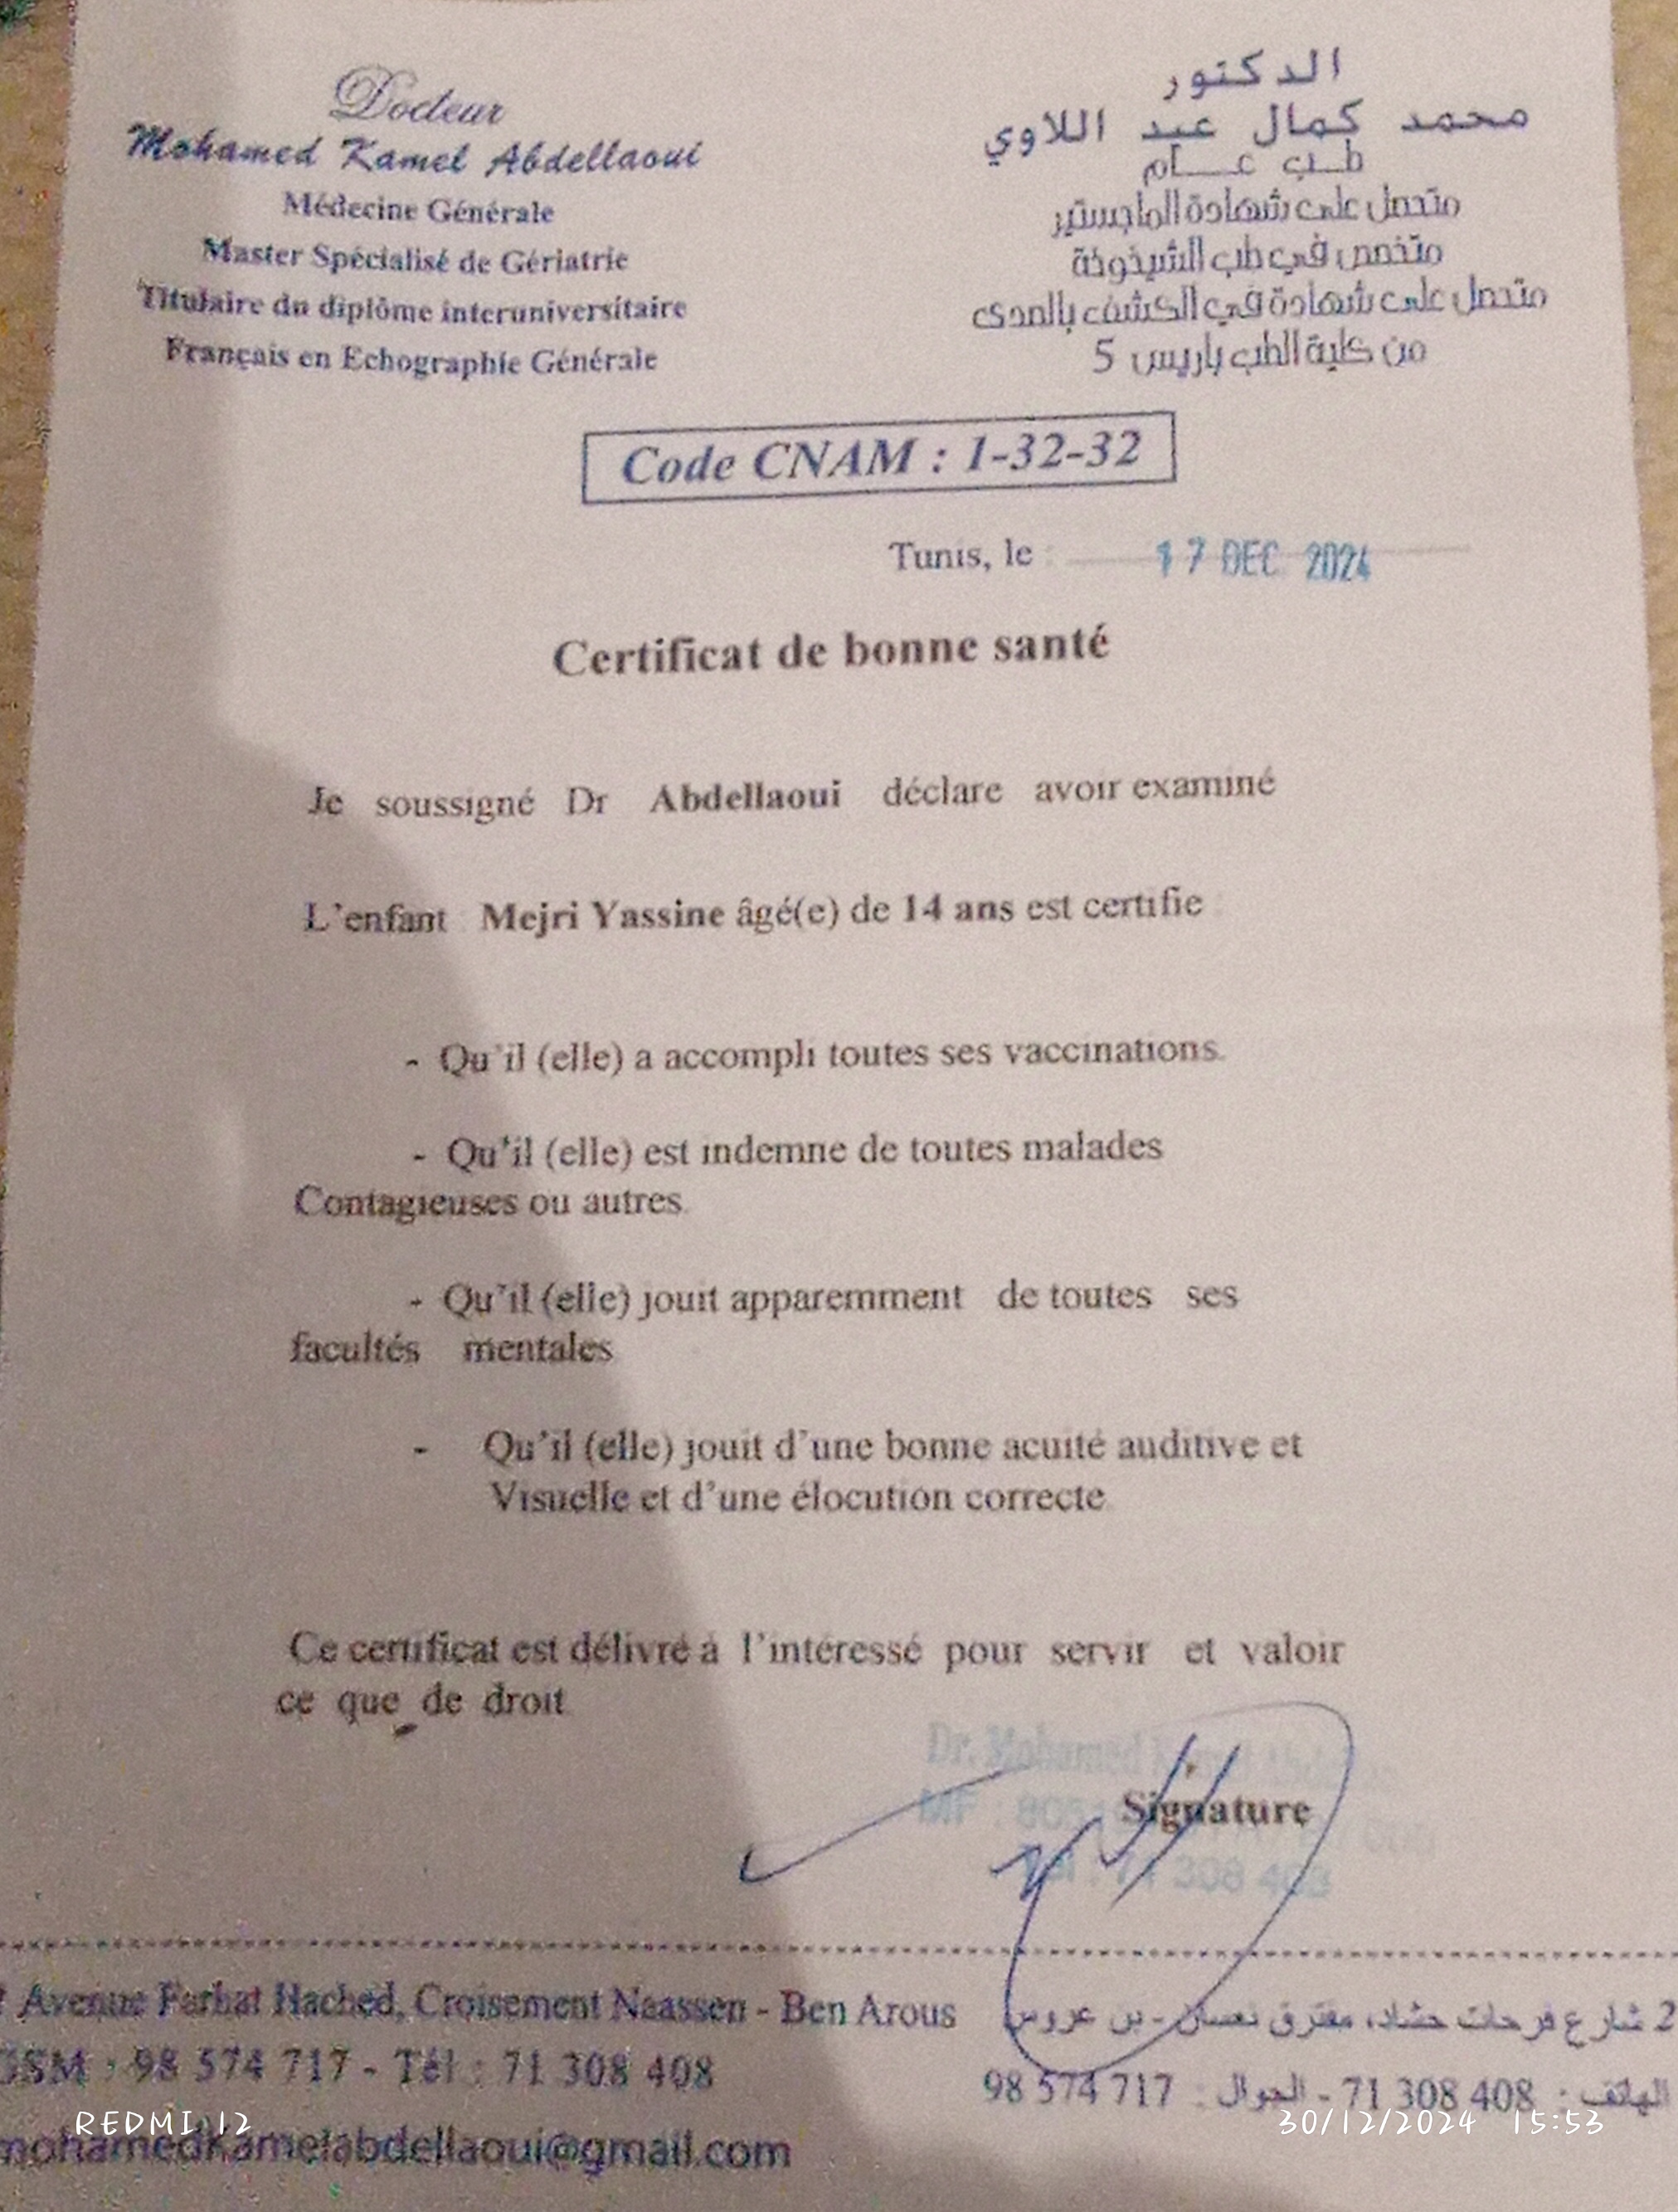 Docteur
Mohamed Kamel Abdellaoui
Médecine Générale
Master Spécialisé de Gériatrie
Titulaire du diplôme interuniversitaire
Français en Echographie Générale
الدكتور
محمد كمال عبد اللاوي
طب عام
متحصل على شهادة الماجستير
متخصص في طب الشيخوخة
متحصل على شهادة في الكشف بالصدى
من كلية الطب باريس 5
Code CNAM : 1-32-32
Tunis, le : 17 DEC 2024
Certificat de bonne santé
Je soussigné Dr Abdellaoui déclare avoir examiné
L'enfant Mejri Yassine âgé(e) de 14 ans est certifie
- Qu'il (elle) a accompli toutes ses vaccinations.
- Qu'il (elle) est indemne de toutes malades
Contagieuses ou autres.
- Qu'il (elle) jouit apparemment de toutes ses
facultés mentales
- Qu'il (elle) jouit d'une bonne acuité auditive et
Visuelle et d'une élocution correcte
Ce certificat est délivré à l'intéressé pour servir et valoir
ce que de droit
Dr. Mohamed
MF :
Signature
308 408
Avenue Farhat Hached, Croisement Naassen - Ben Arous
GSM : 98 574 717 - Tél : 71 308 408
mohamedkamelabdellaoui@gmail.com
2 شارع فرحات حشاد، مفترق نعسان - بن عروس
الهاتف : 71 308 408 - الجوال : 98 574 717
REDMI 12
30/12/2024 15:53